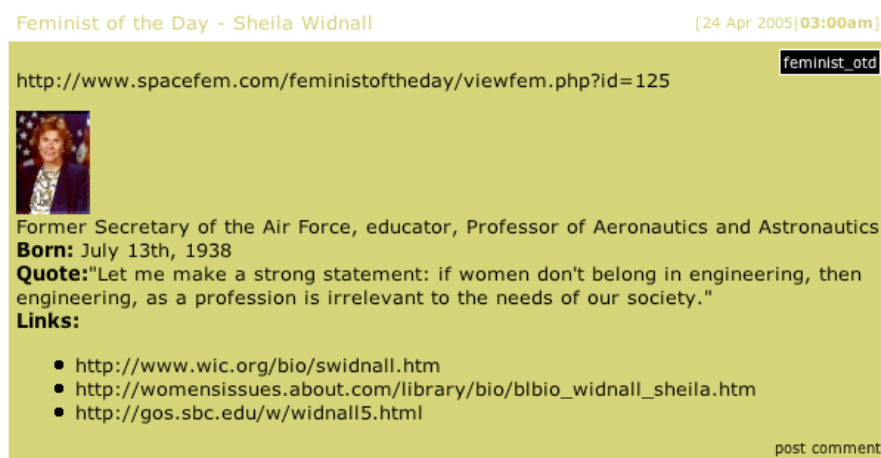 Feminist of the Day - Sheila Widnall [24 Apr 2005|03:00am]
feminist_otd
http://www.spacefem.com/feministoftheday/viewfem.php?id=125
Former Secretary of the Air Force, educator, Professor of Aeronautics and Astronautics
Born: July 13th, 1938
Quote:"Let me make a strong statement: if women don't belong in engineering, then
engineering, as a profession is irrelevant to the needs of our society."
Links:
http://www.wic.org/bio/swidnall.htm
http://womensissues.about.com/library/bio/blbio_widnall_sheila.htm
http://gos.sbc.edu/w/widnall5.html
post comment